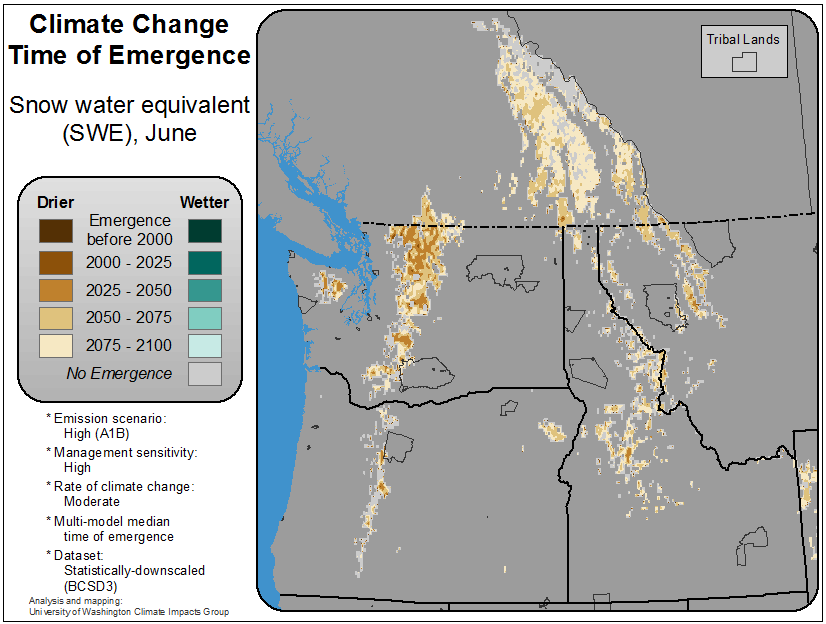 Climate Change
Time of Emergence
Snow water equivalent
(SWE), June
Drier Wetter
Emergence
before 2000
2000 - 2025
2025 - 2050
2050 - 2075
2075 - 2100
No Emergence
* Emission scenario:
High (A1B)
* Management sensitivity:
High
* Rate of climate change:
Moderate
* Multi-model median
time of emergence
* Dataset:
Statistically-downscaled
(BCSD3)
Analysis and mapping:
University of Washington Climate Impacts Group
Tribal Lands